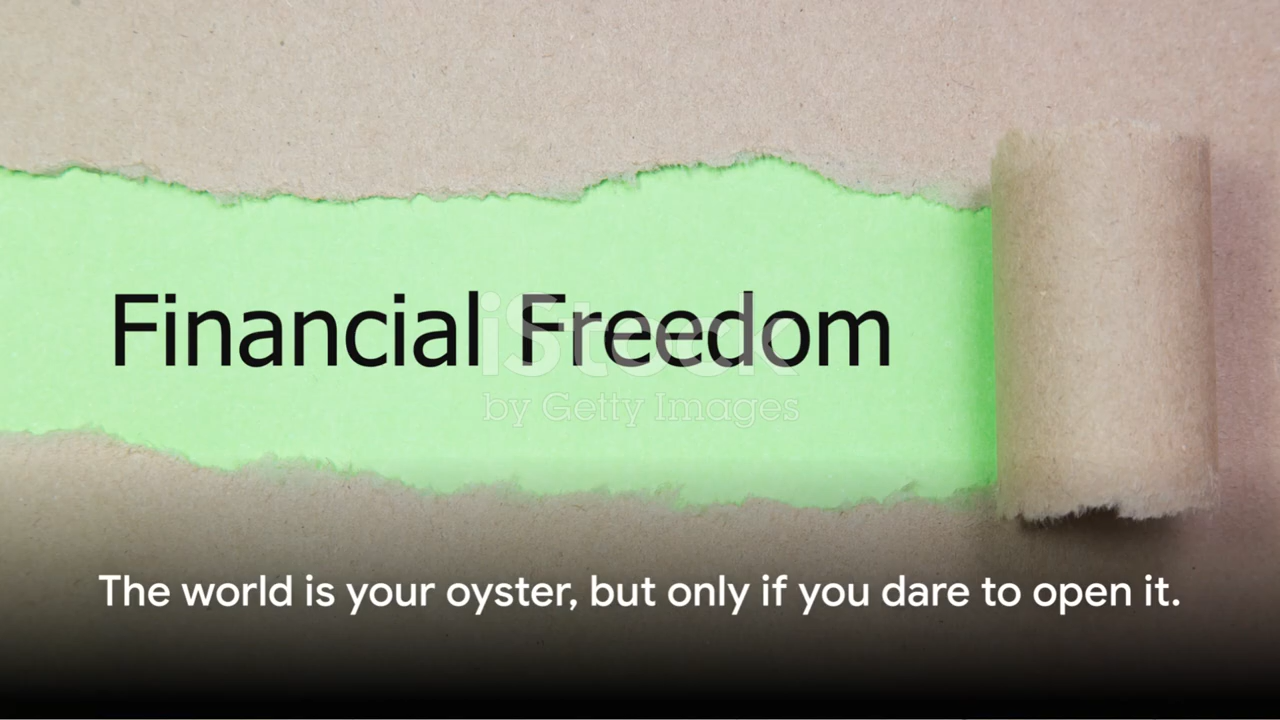 Financial Freedom
iStock
by Getty Images
The world is your oyster, but only if you dare to open it.